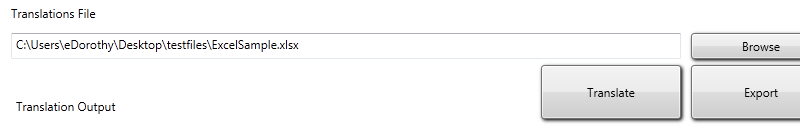 Translations File
C:\Users\eDorothy\Desktop\testfiles\ExcelSample.xlsx
Browse
Translate
Export
Translation Output